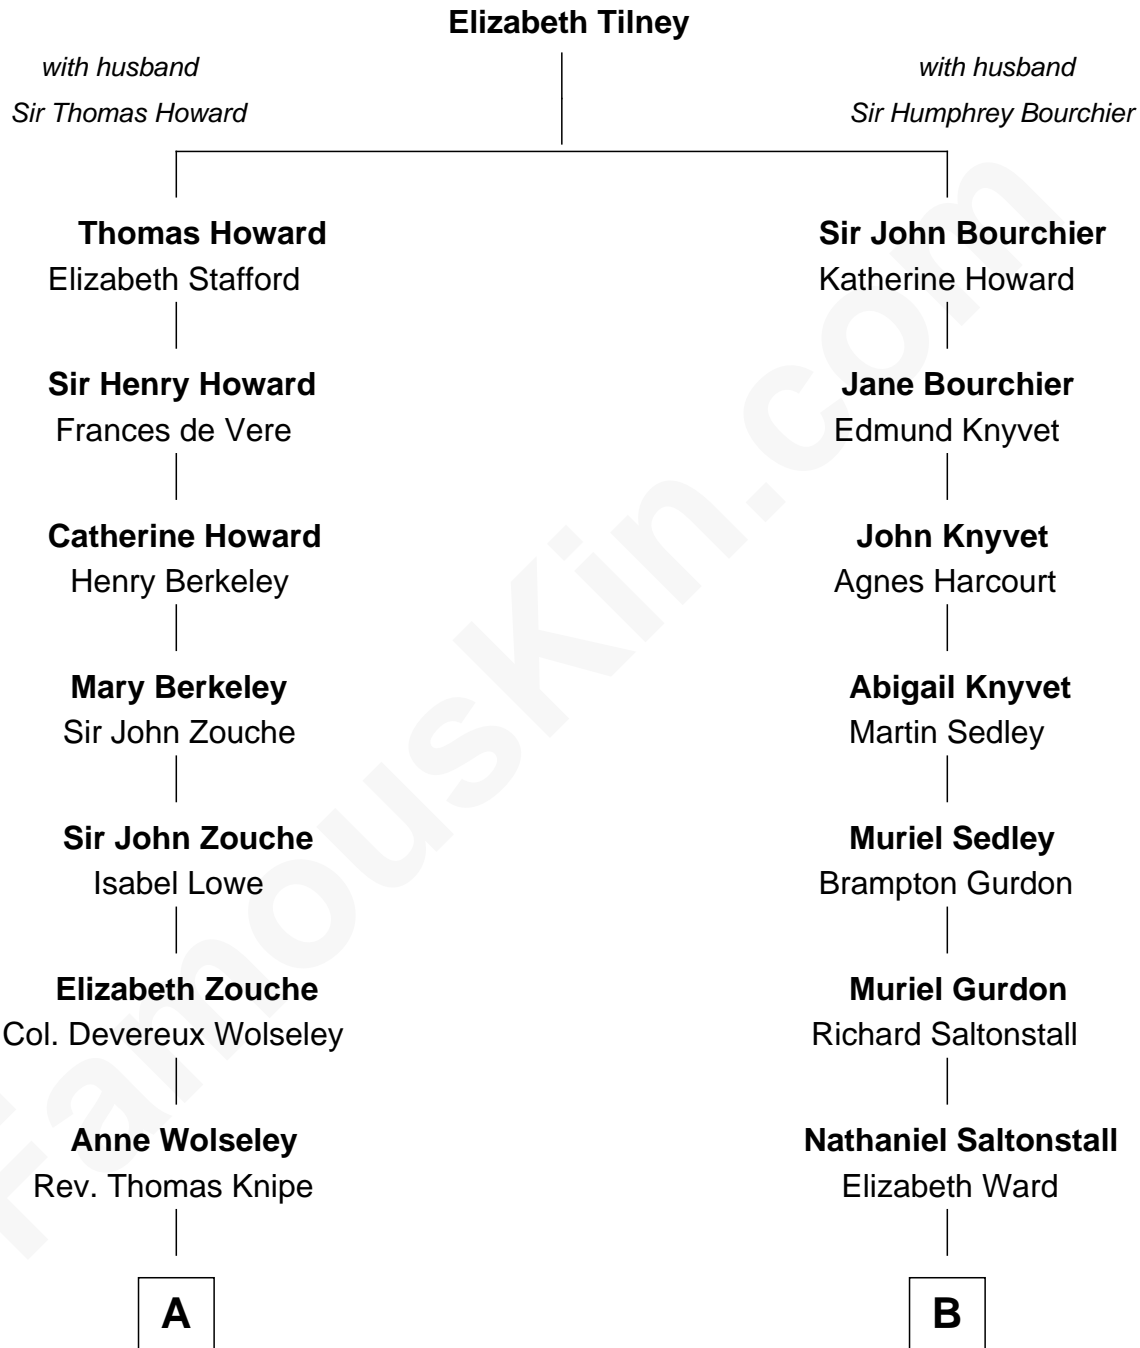 Elizabeth Tilney
with husband
Sir Thomas Howard
with husband
Sir Humphrey Bourchier
Thomas Howard
Elizabeth Stafford
Sir John Bourchier
Katherine Howard
Sir Henry Howard
Frances de Vere
Jane Bourchier
Edmund Knyvet
Catherine Howard
Henry Berkeley
John Knyvet
Agnes Harcourt
Mary Berkeley
Sir John Zouche
Abigail Knyvet
Martin Sedley
Sir John Zouche
Isabel Lowe
Muriel Sedley
Brampton Gurdon
Elizabeth Zouche
Col. Devereux Wolseley
Muriel Gurdon
Richard Saltonstall
Anne Wolseley
Rev. Thomas Knipe
Nathaniel Saltonstall
Elizabeth Ward
A
B
FamousKin.com